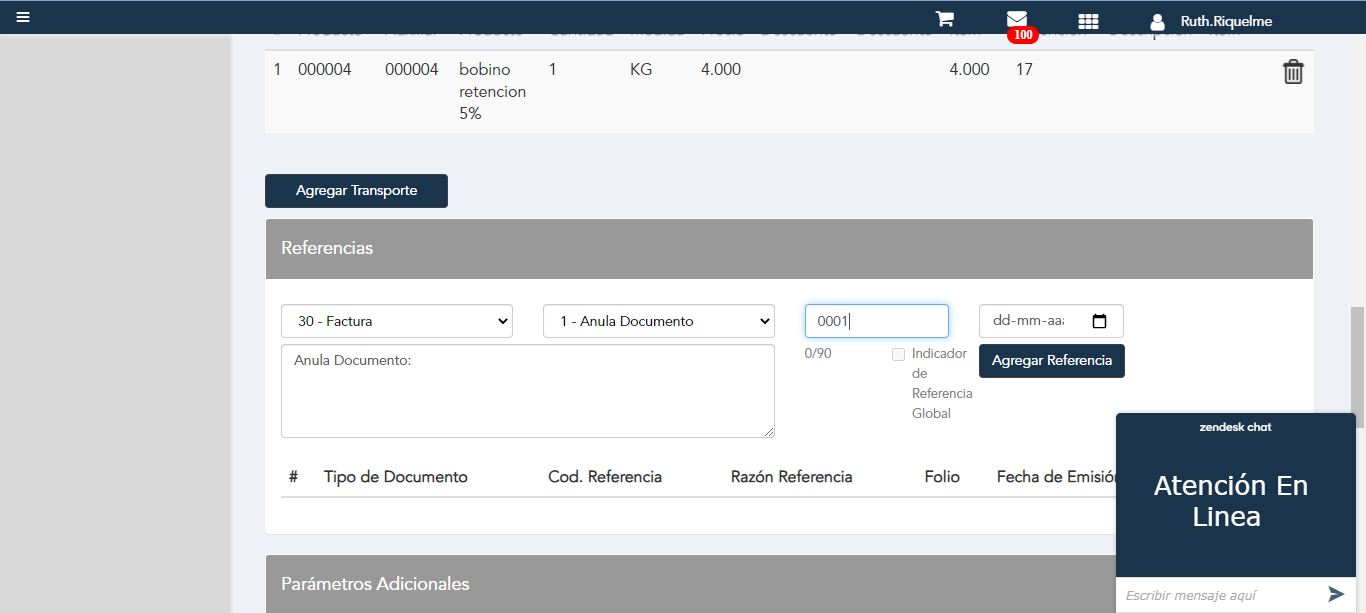 Ruth.Riquelme
100
1 000004 000004 bobino 1 KG 4.000 4.000 17
retencion
5%
Agregar Transporte
Referencias
30 - Factura 1 - Anula Documento 0001 dd-mm-aaa
Anula Documento:
0/90 Indicador
de
Referencia
Global
Agregar Referencia
# Tipo de Documento Cod. Referencia Razón Referencia Folio Fecha de Emisión
Parámetros Adicionales
zendesk chat
Atención En
Linea
Escribir mensaje aquí